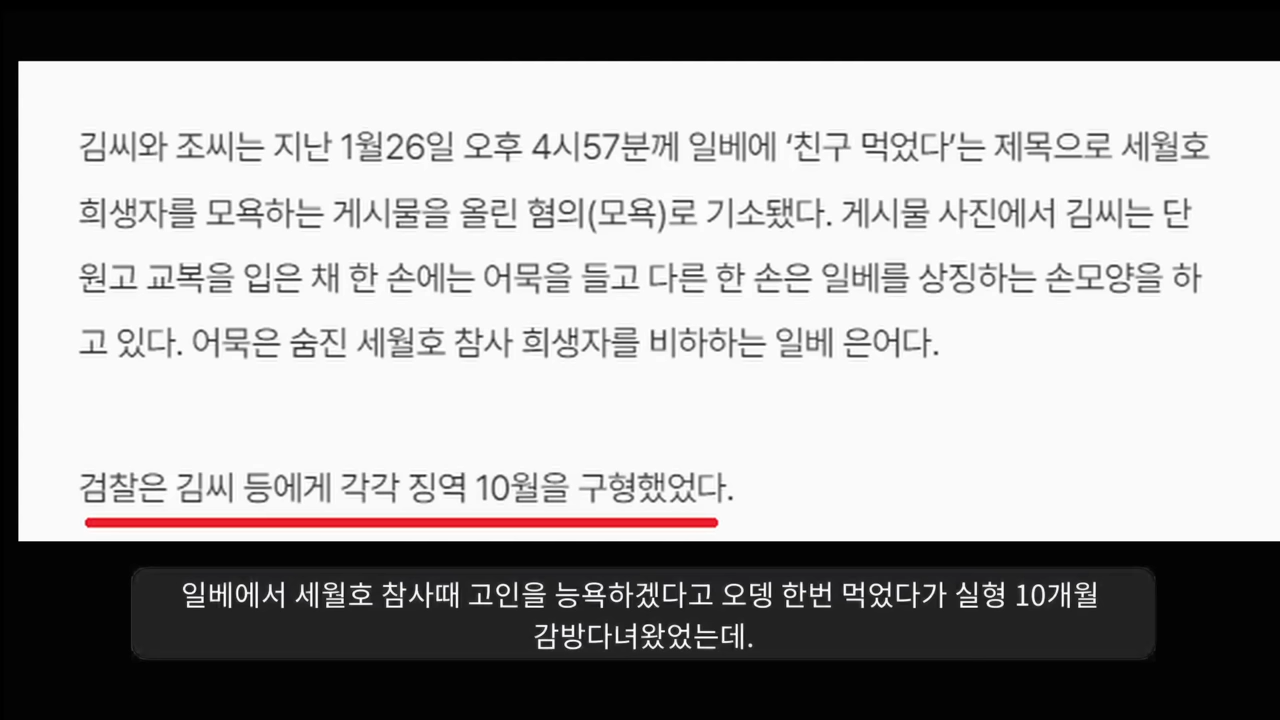 김씨와 조씨는 지난 1월26일 오후 4시57분께 일베에 ‘친구 먹었다’는 제목으로 세월호
희생자를 모욕하는 게시물을 올린 혐의(모욕)로 기소됐다. 게시물 사진에서 김씨는 단
원고 교복을 입은 채 한 손에는 어묵을 들고 다른 한 손은 일베를 상징하는 손모양을 하
고 있다. 어묵은 숨진 세월호 참사 희생자를 비하하는 일베 은어다.
검찰은 김씨 등에게 각각 징역 10월을 구형했었다.
일베에서 세월호 참사때 고인을 능욕하겠다고 오뎅 한번 먹었다가 실형 10개월
감방다녀왔었는데.